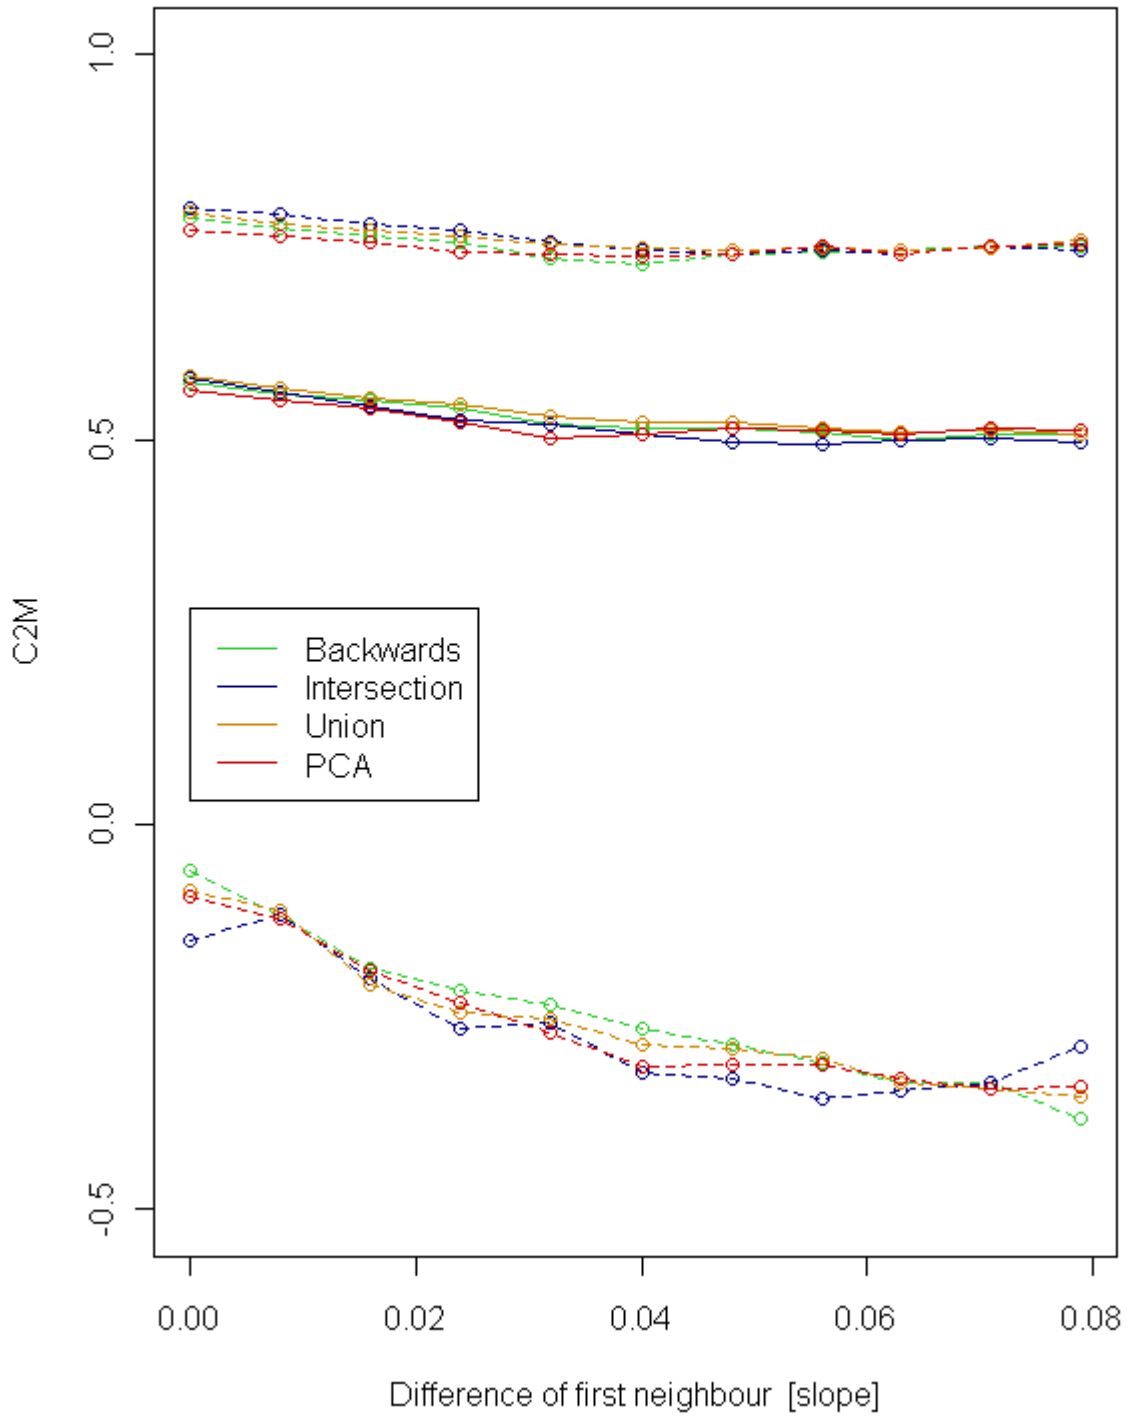 1.0
0.5
0.0
-0.5
C2M
Backwards
Intersection
Union
PCA
0.00 0.02 0.04 0.06 0.08
Difference of first neighbour [slope]